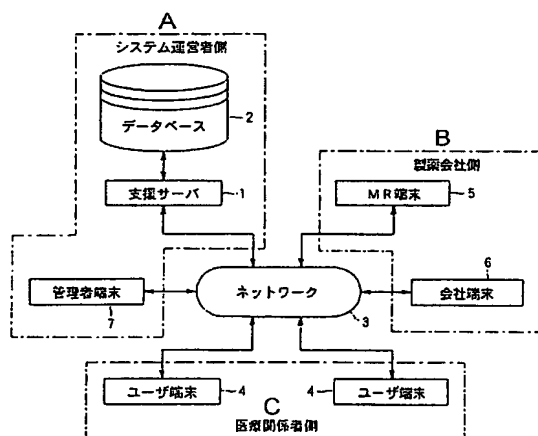 A
システム運営者側
データベース
2
支援サーバ
1
B
製薬会社側
MR端末
5
6
管理者端末
7
ネットワーク
3
会社端末
ユーザ端末
4
4
ユーザ端末
C
医療関係者側